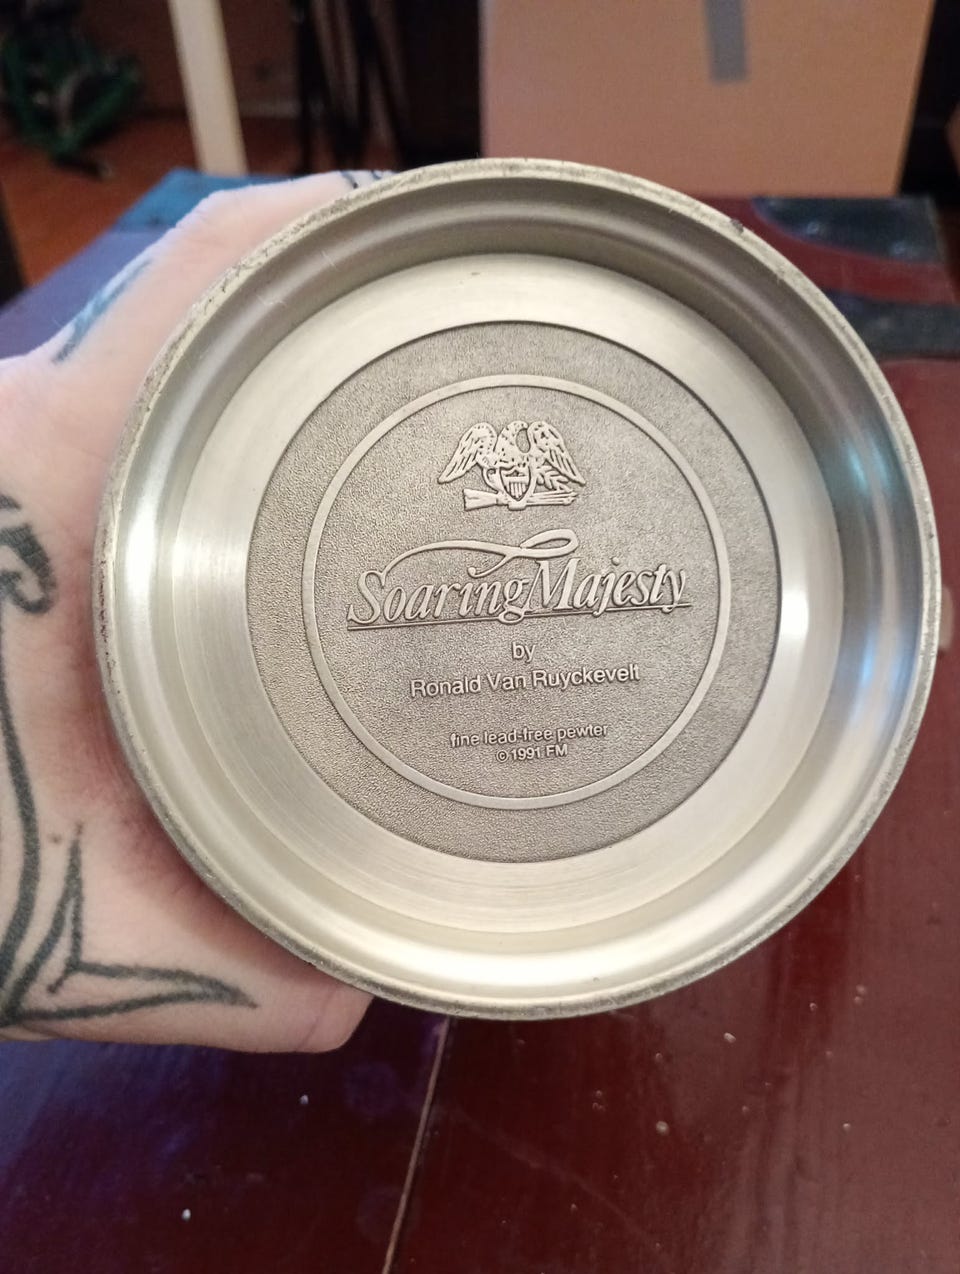 Soaring Majesty
by
Ronald Van Ruyckevelt
fine lead-free pewter
© 1991 FM